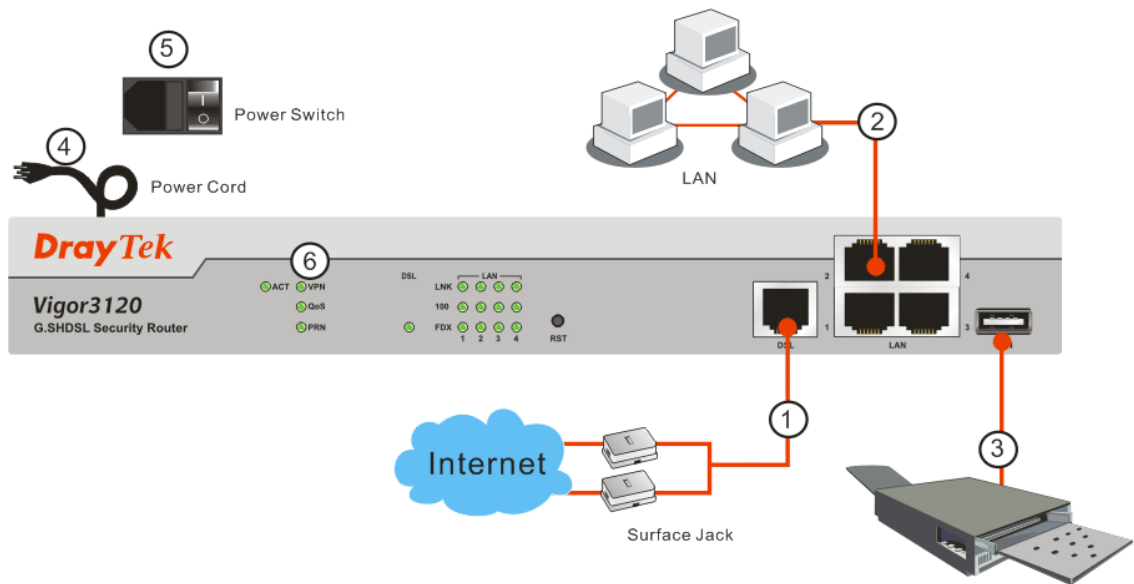 5
Power Switch
4
Power Cord
2
LAN
DrayTek
6
Vigor3120
G.SHDSL Security Router
ACT VPN
QoS
PRN
DSL
LAN
LNK
100
FDX
1 2 3 4
RST
DSL
2
1
4
3
LAN
1
Internet
Surface Jack
3